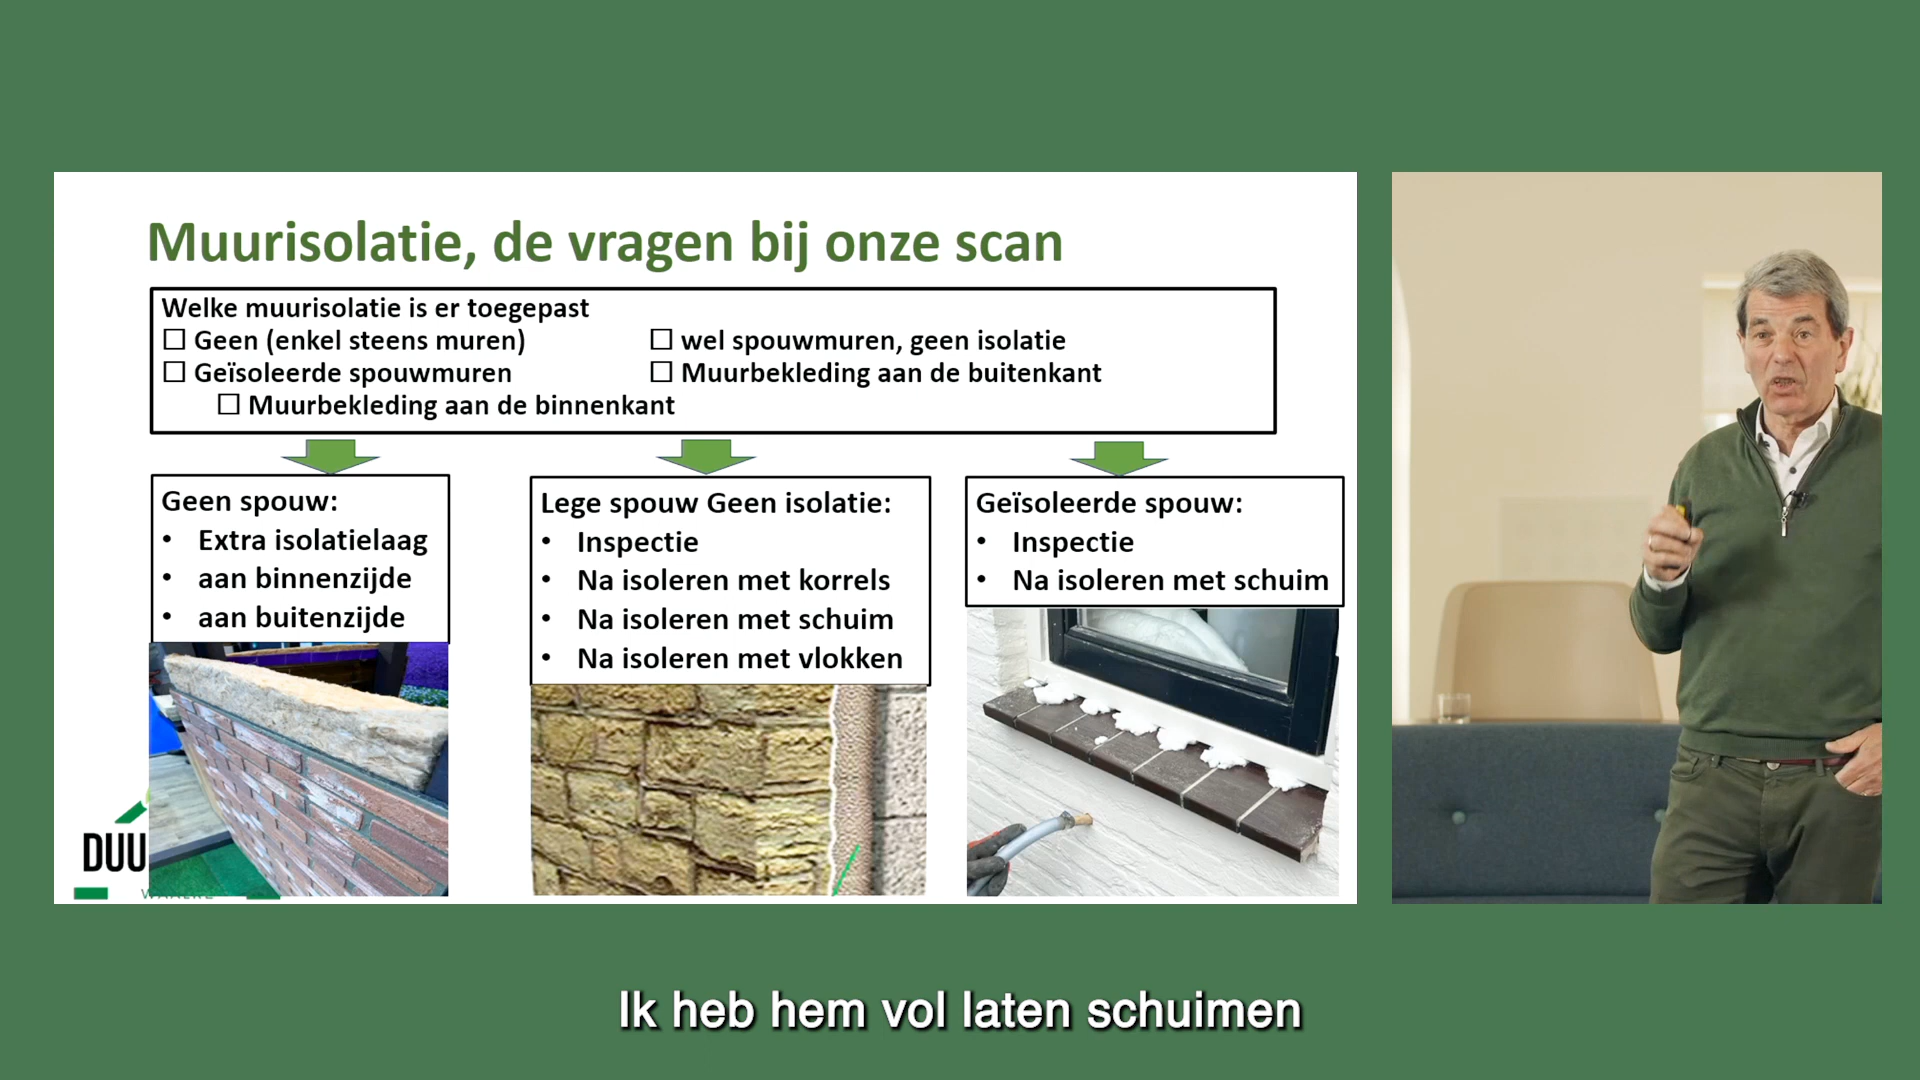 Muurisolatie, de vragen bij onze scan
Welke muurisolatie is er toegepast
☐ Geen (enkel steens muren) ☐ wel spouwmuren, geen isolatie
☐ Geïsoleerde spouwmuren ☐ Muurbekleding aan de buitenkant
☐ Muurbekleding aan de binnenkant
Geen spouw:
• Extra isolatielaag
• aan binnenzijde
• aan buitenzijde
Lege spouw Geen isolatie:
• Inspectie
• Na isoleren met korrels
• Na isoleren met schuim
• Na isoleren met vlokken
Geïsoleerde spouw:
• Inspectie
• Na isoleren met schuim
DUU
Ik heb hem vol laten schuimen